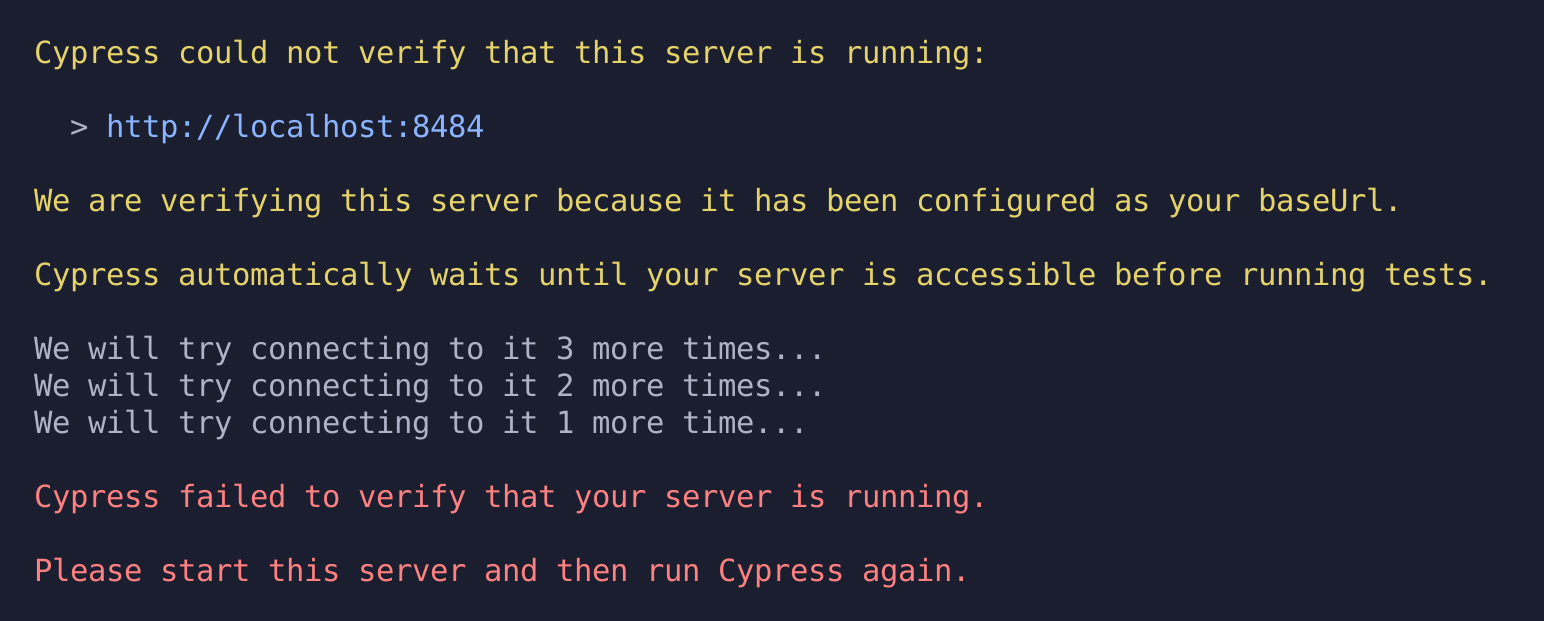 Cypress could not verify that this server is running:
> http://localhost:8484
We are verifying this server because it has been configured as your baseUrl.
Cypress automatically waits until your server is accessible before running tests.
We will try connecting to it 3 more times...
We will try connecting to it 2 more times...
We will try connecting to it 1 more time...
Cypress failed to verify that your server is running.
Please start this server and then run Cypress again.